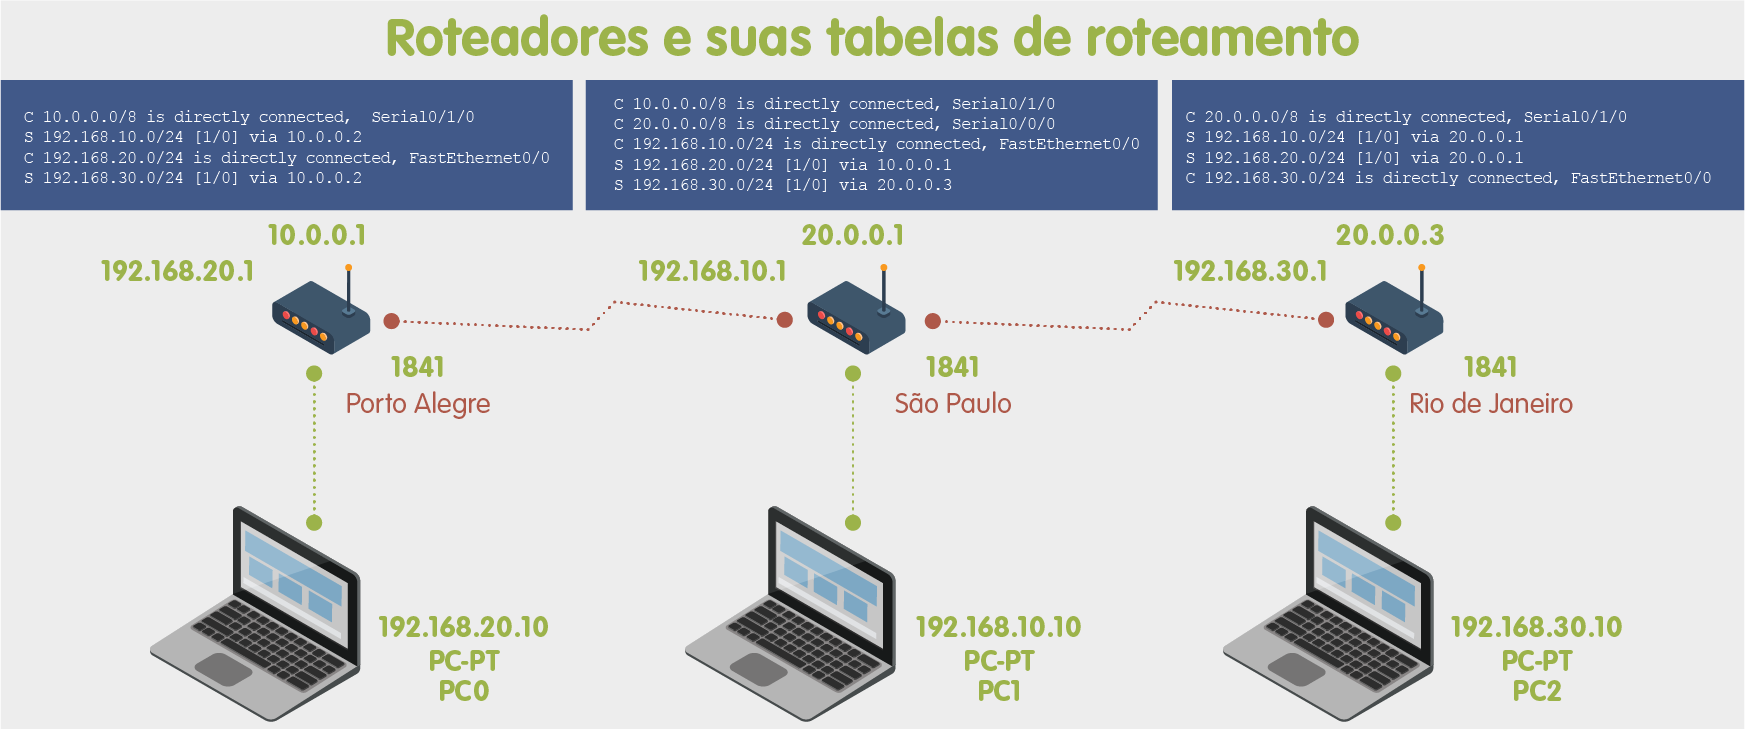 Roteadores e suas tabelas de roteamento
C 10.0.0.0/8 is directly connected, Serial0/1/0
S 192.168.10.0/24 [1/0] via 10.0.0.2
C 192.168.20.0/24 is directly connected, FastEthernet0/0
S 192.168.30.0/24 [1/0] via 10.0.0.2
C 10.0.0.0/8 is directly connected, Serial0/1/0
C 20.0.0.0/8 is directly connected, Serial0/0/0
C 192.168.10.0/24 is directly connected, FastEthernet0/0
S 192.168.20.0/24 [1/0] via 10.0.0.1
S 192.168.30.0/24 [1/0] via 20.0.0.3
C 20.0.0.0/8 is directly connected, Serial0/1/0
S 192.168.10.0/24 [1/0] via 20.0.0.1
S 192.168.20.0/24 [1/0] via 20.0.0.1
C 192.168.30.0/24 is directly connected, FastEthernet0/0
10.0.0.1
192.168.20.1
1841
Porto Alegre
20.0.0.1
192.168.10.1
1841
São Paulo
20.0.0.3
192.168.30.1
1841
Rio de Janeiro
192.168.20.10
PC-PT
PC0
192.168.10.10
PC-PT
PC1
192.168.30.10
PC-PT
PC2